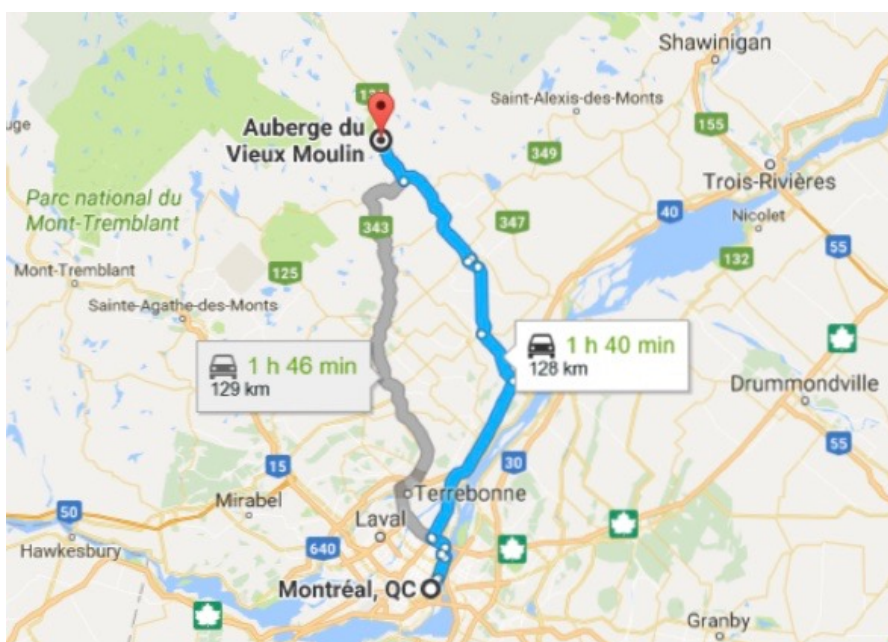 Shawinigan
Saint-Alexis-des-Monts
155
Auberge du
Vieux Moulin
349
Trois-Rivières
Parc national du
Mont-Tremblant
343
347
40
Nicolet
132
55
Mont-Tremblant
125
Sainte-Agathe-des-Monts
1 h 46 min
129 km
1 h 40 min
128 km
Drummondville
55
15
30
Terrebonne
Mirabel
50
Laval
Hawkesbury
640
Montréal, QC
Granby